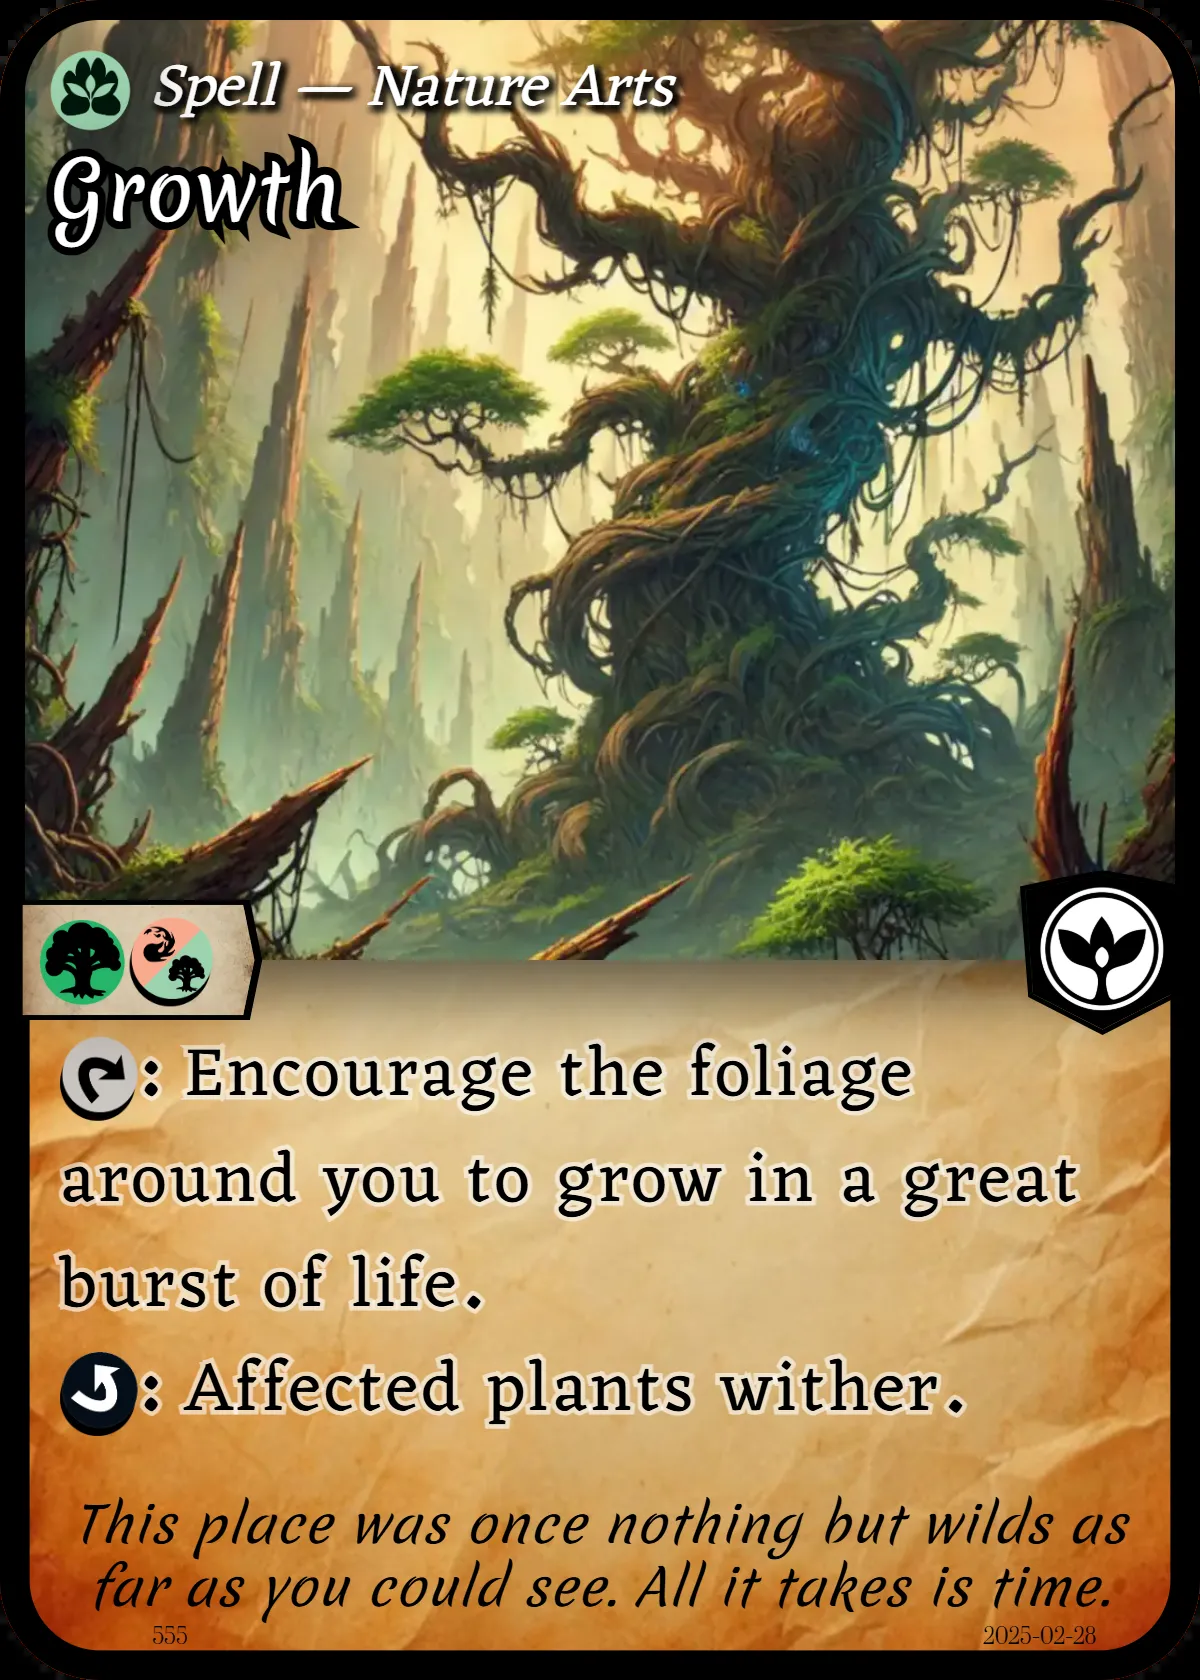 Spell — Nature Arts
Growth
: Encourage the foliage
around you to grow in a great
burst of life.
: Affected plants wither.
This place was once nothing but wilds as
far as you could see. All it takes is time.
555
2025-02-28